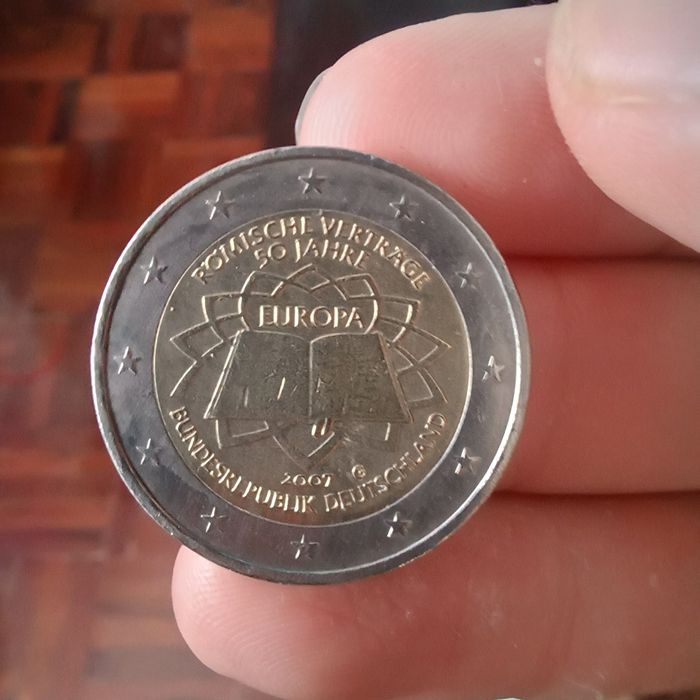 RÖMISCHE VERTRÄGE
50 JAHRE
EUROPA
2007 G
BUNDESREPUBLIK DEUTSCHLAND